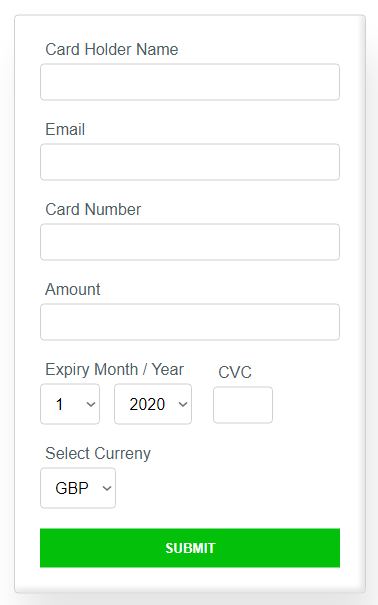 Card Holder Name
Email
Card Number
Amount
Expiry Month / Year CVC
1 2020
Select Curreny
GBP
SUBMIT